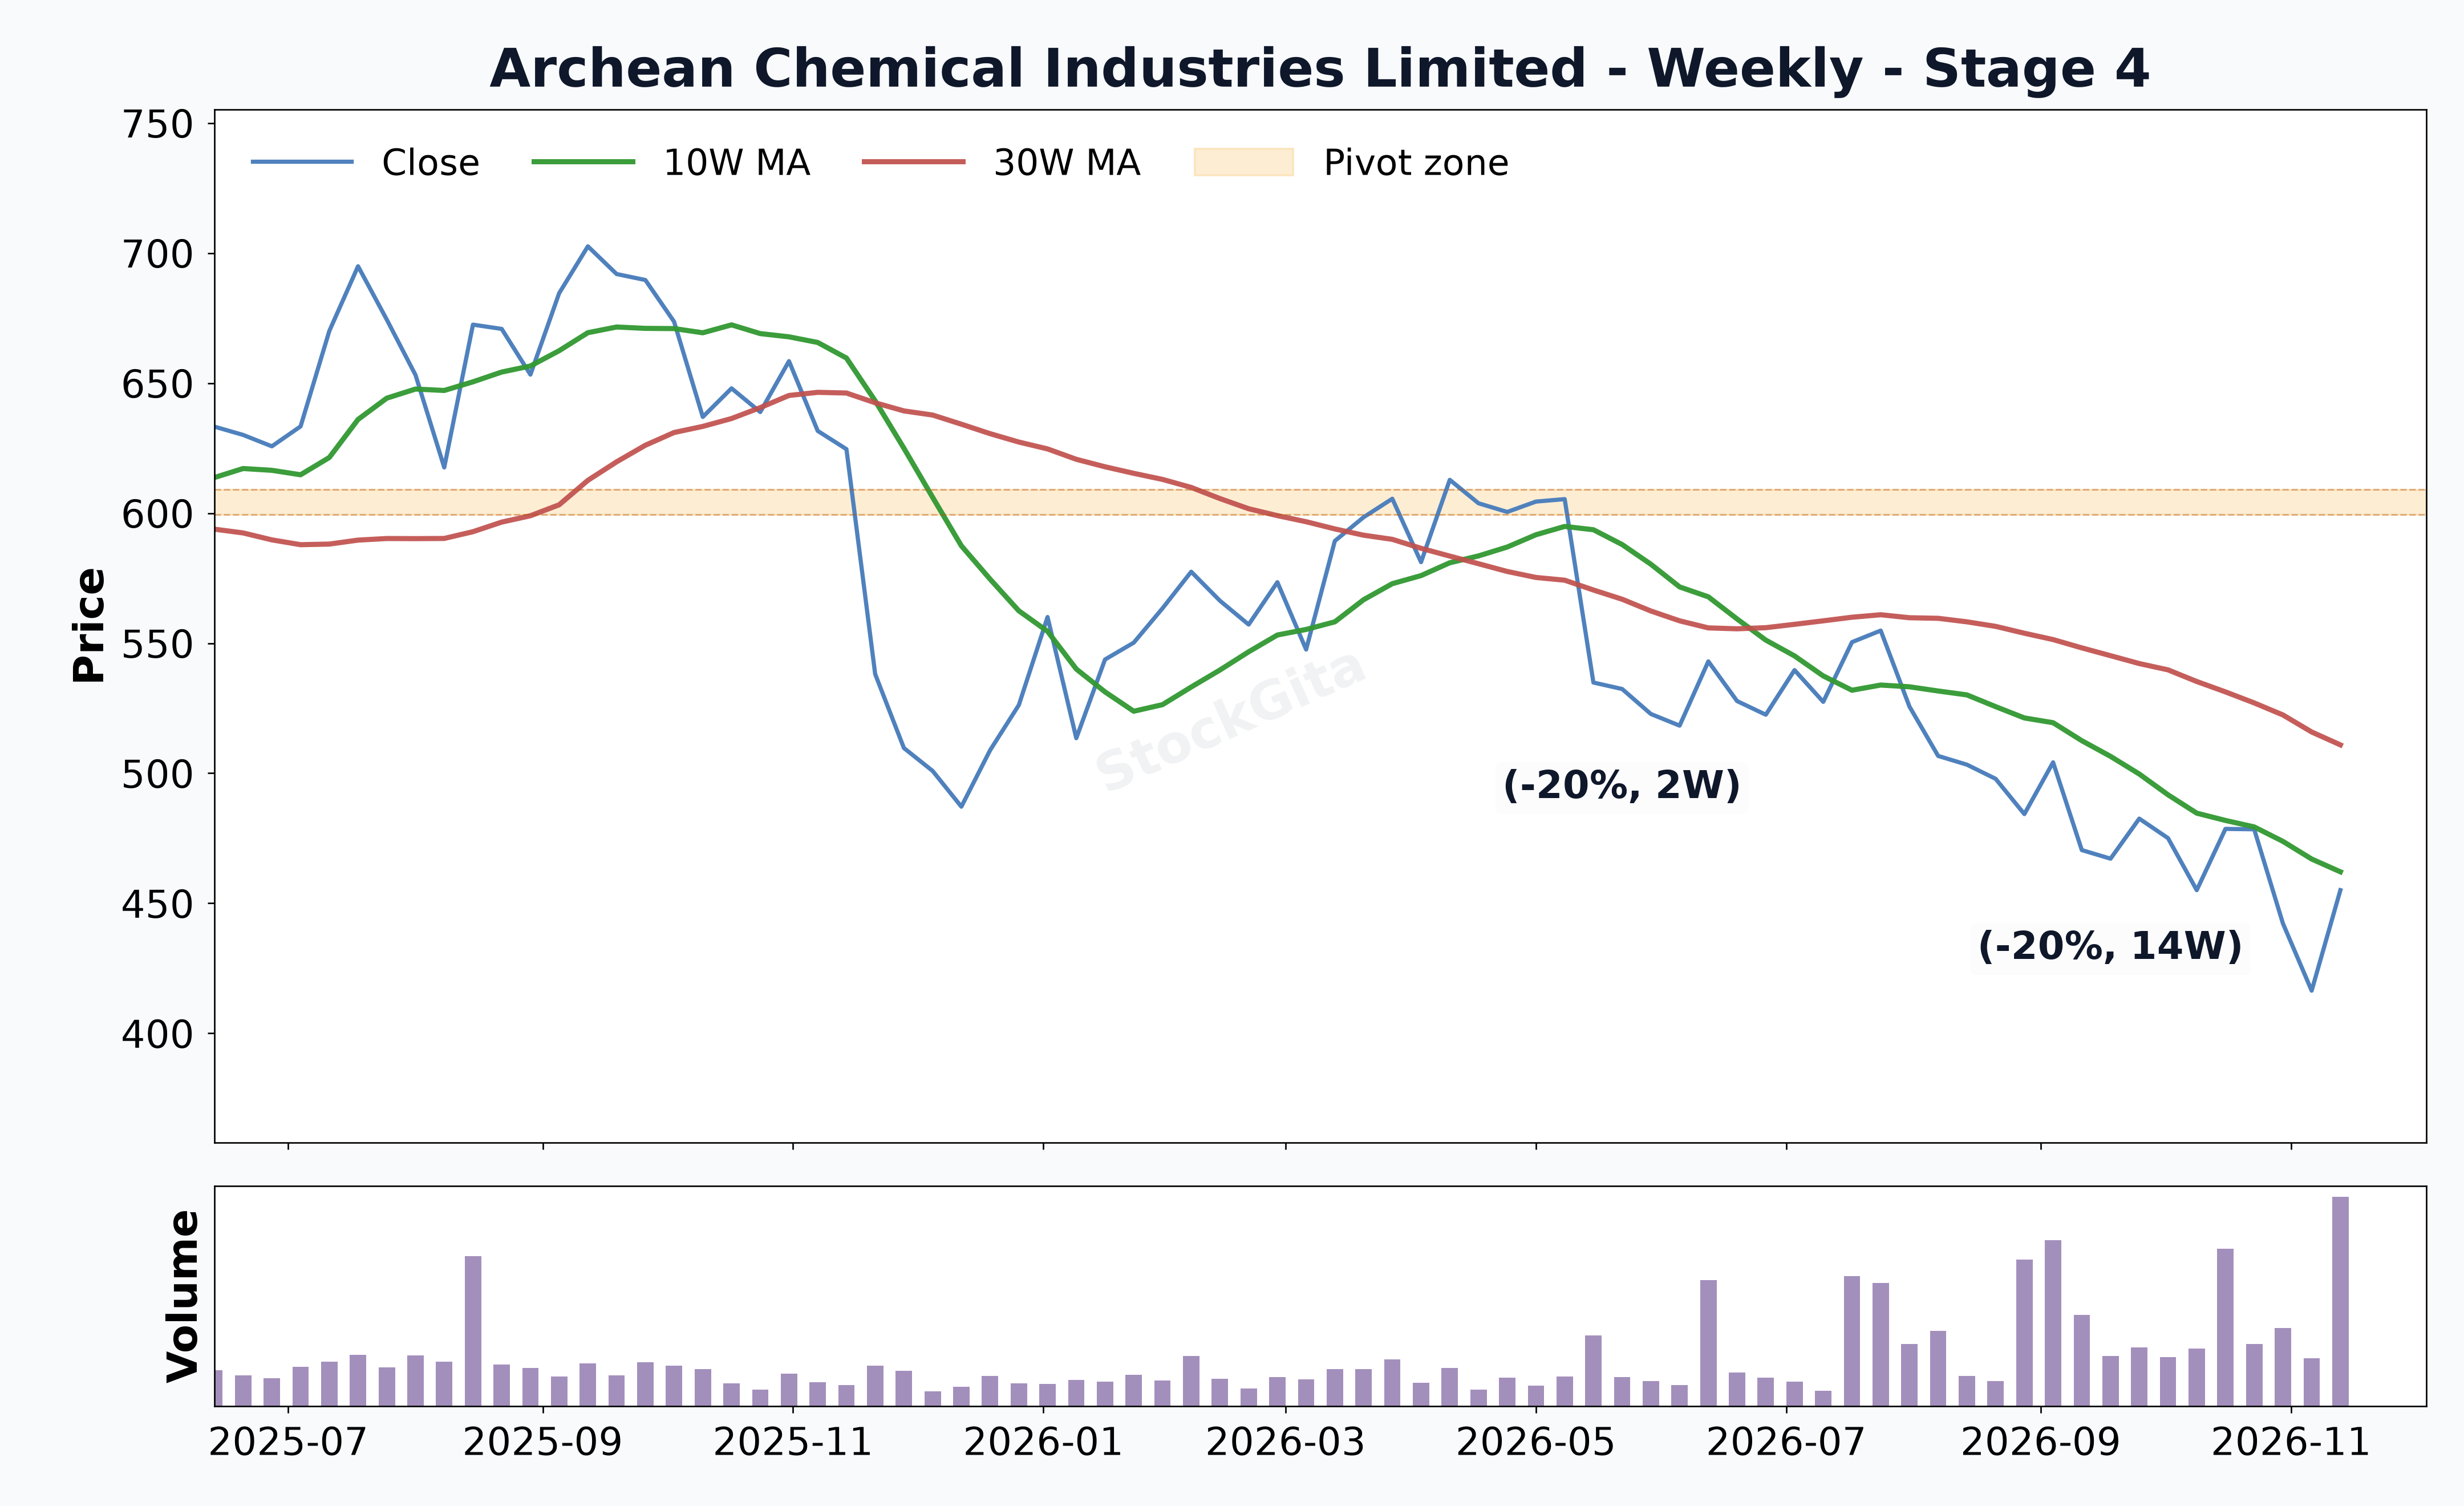 Archean Chemical Industries Limited - Weekly - Stage 4
Close 10W MA 30W MA Pivot zone
750
700
650
600
550
500
450
400
Price
StockGita
(-20%, 2W)
(-20%, 14W)
Volume
2025-07 2025-09 2025-11 2026-01 2026-03 2026-05 2026-07 2026-09 2026-11